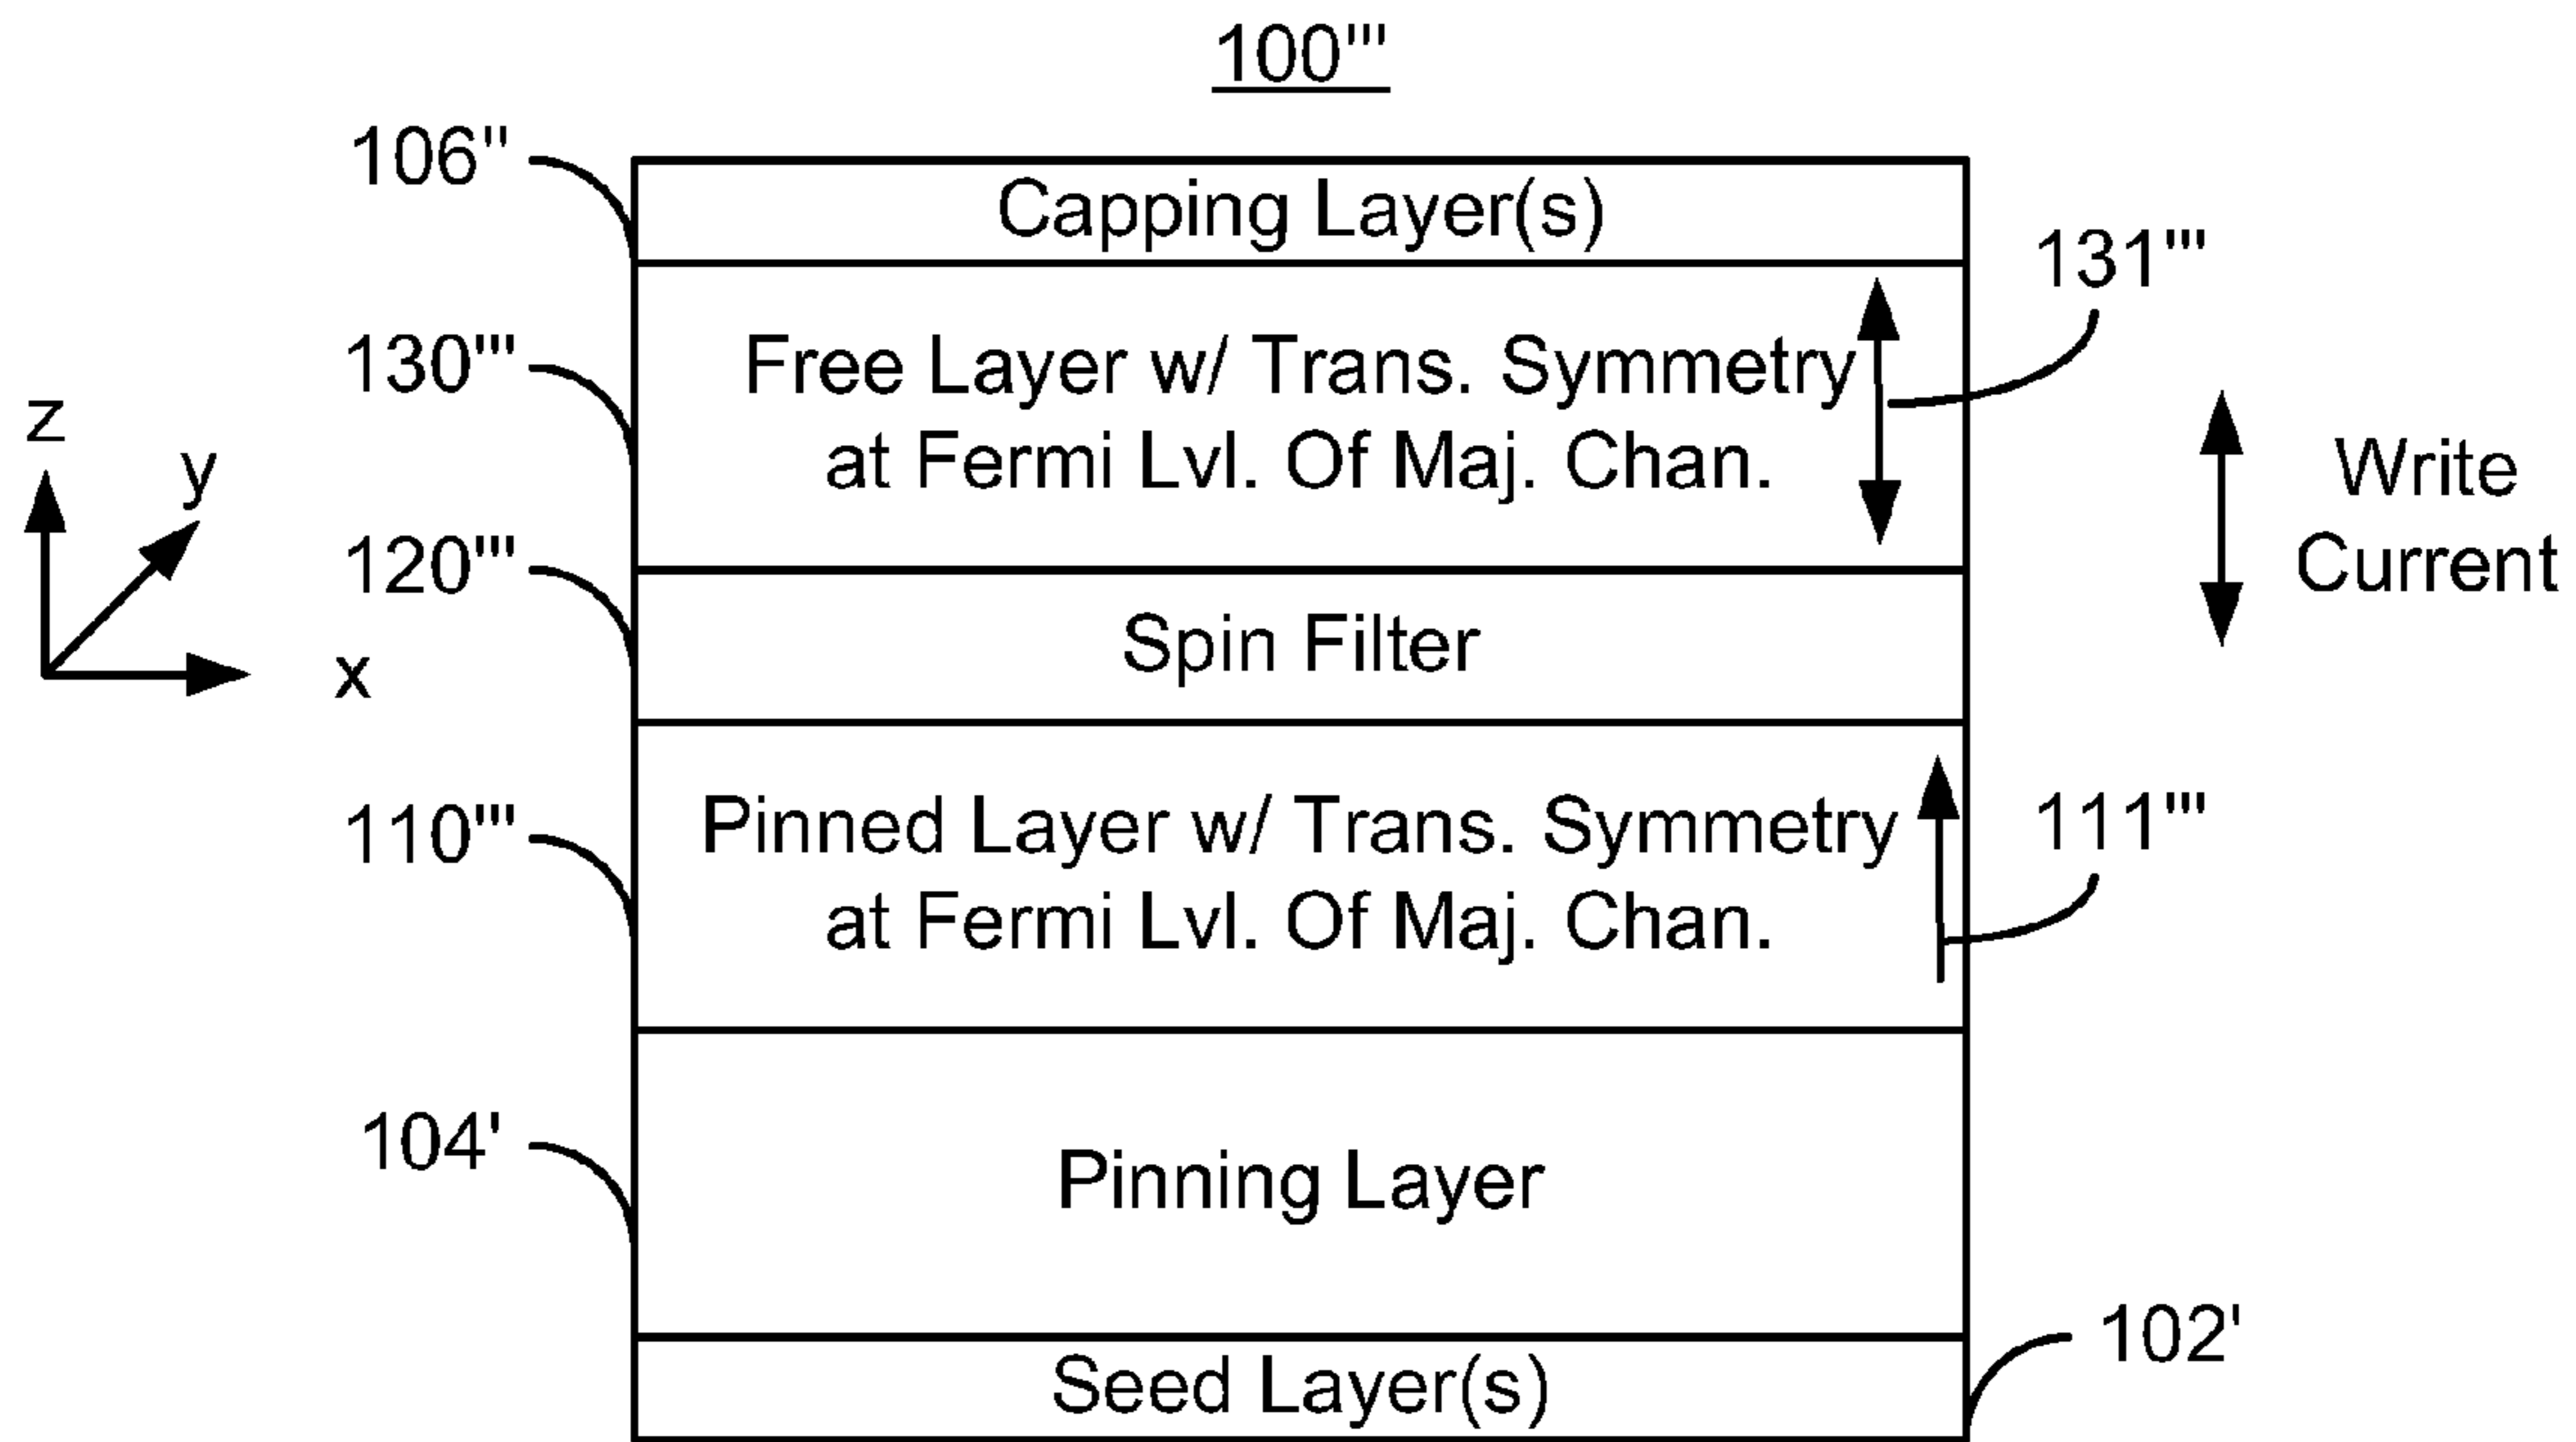 100'''
106"
Capping Layer(s)
131'''
130'''
Free Layer w/ Trans. Symmetry
at Fermi Lvl. Of Maj. Chan.
z
y
x
Write
Current
120'''
Spin Filter
110'''
Pinned Layer w/ Trans. Symmetry
at Fermi Lvl. Of Maj. Chan.
111'''
104'
Pinning Layer
102'
Seed Layer(s)